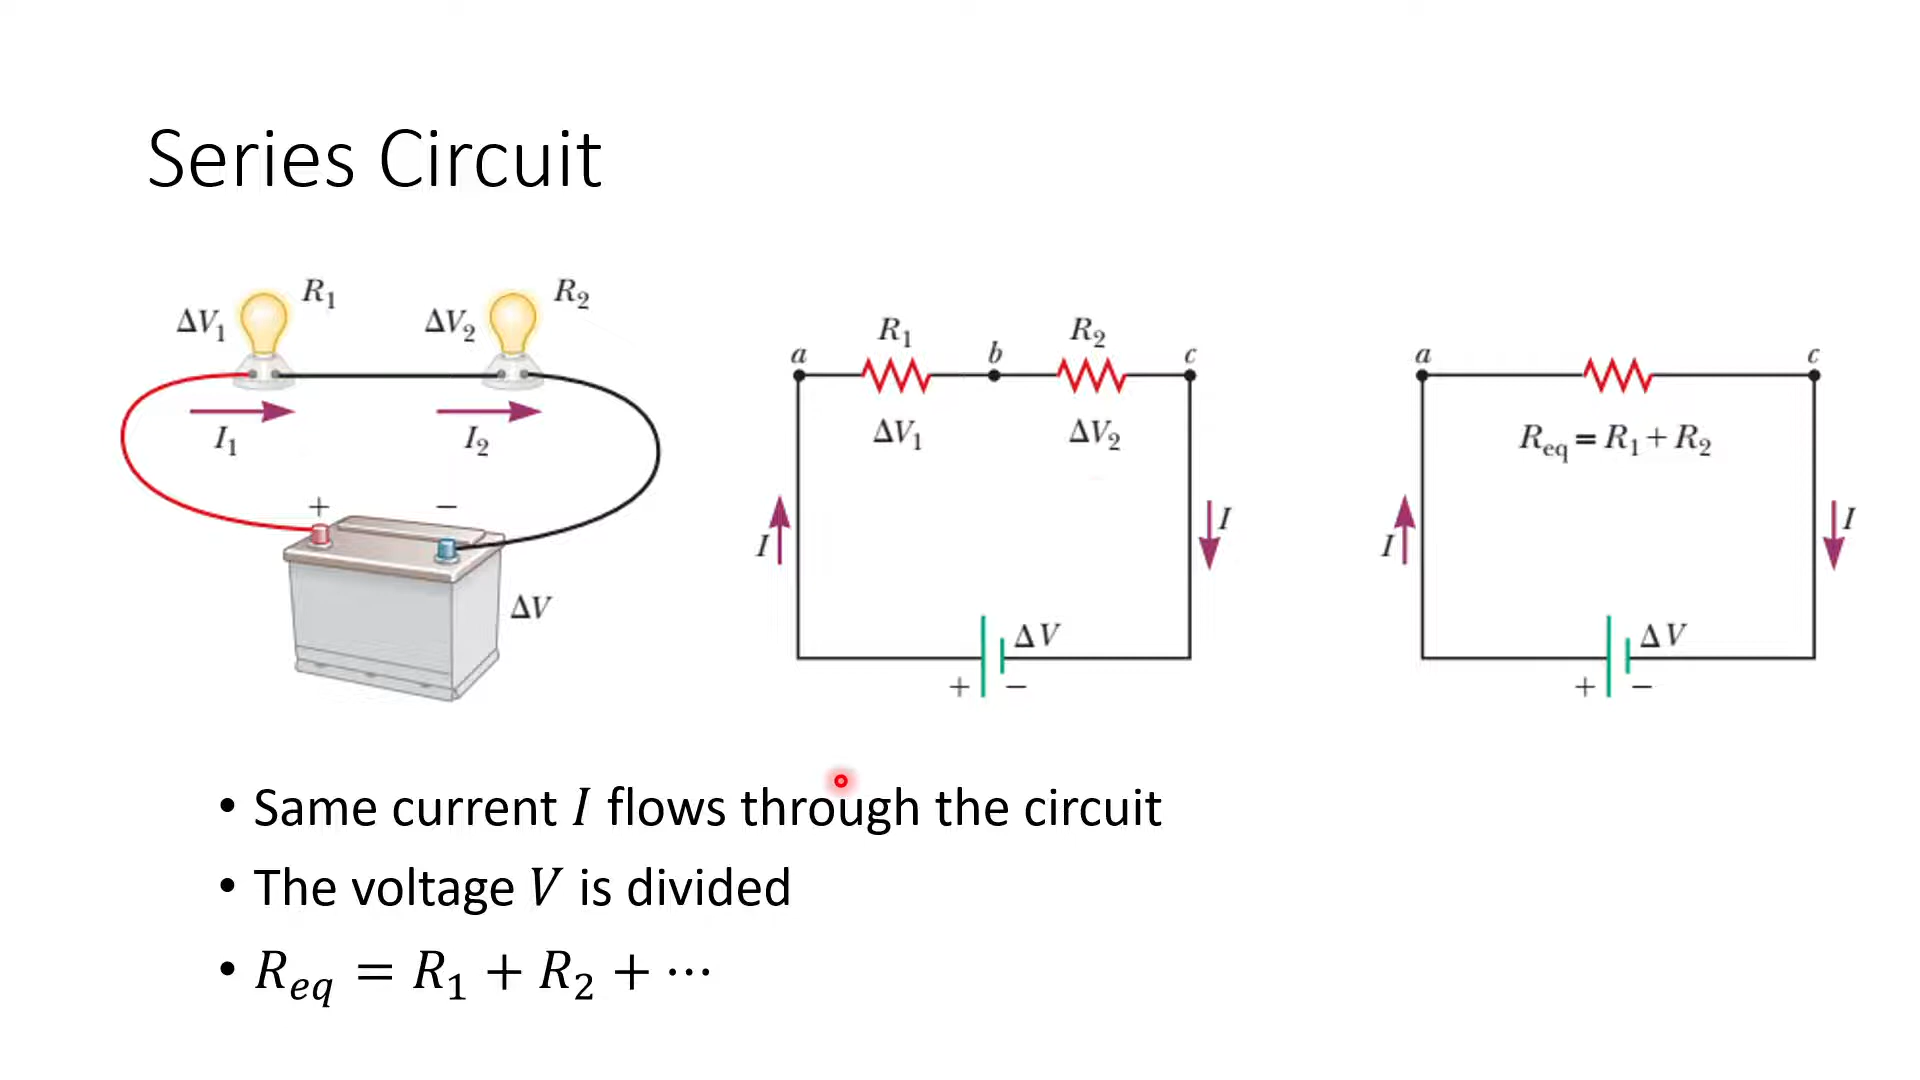 Series Circuit
R₁
ΔV₁
R₂
ΔV₂
I₁
I₂
+ −
ΔV
R₁ R₂
a b c
ΔV₁ ΔV₂
I
I
ΔV
+ −
a c
R_eq = R₁ + R₂
I
I
ΔV
+ −
• Same current I flows through the circuit
• The voltage V is divided
• R_eq = R₁ + R₂ + ⋯